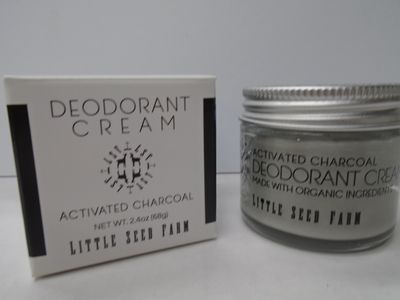 DEODORANT
CREAM
ACTIVATED CHARCOAL
NET WT. 2.4oz (68g)
LITTLE SEED FARM
ACTIVATED CHARCOAL
DEODORANT CREAM
MADE WITH ORGANIC INGREDIENTS
LITTLE SEED FARM